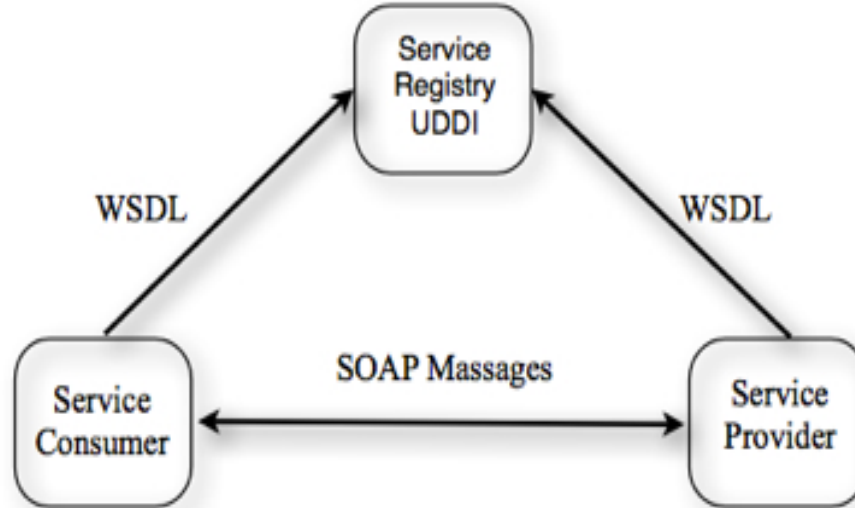 Service
Registry
UDDI
WSDL
WSDL
SOAP Massages
Service
Consumer
Service
Provider